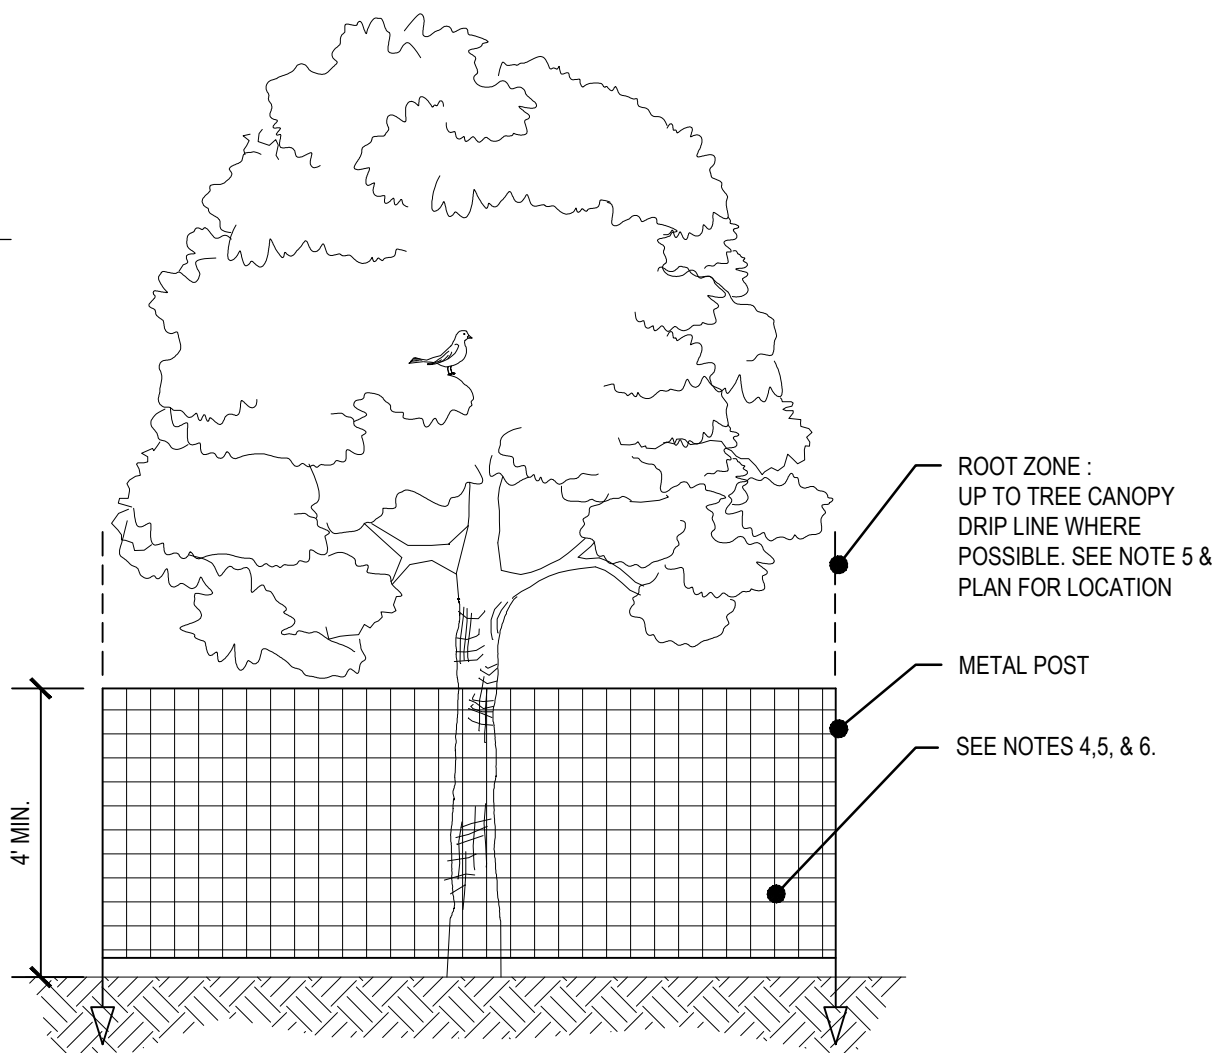 ROOT ZONE :
UP TO TREE CANOPY
DRIP LINE WHERE
POSSIBLE. SEE NOTE 5 &
PLAN FOR LOCATION
METAL POST
SEE NOTES 4,5, & 6.
4' MIN.